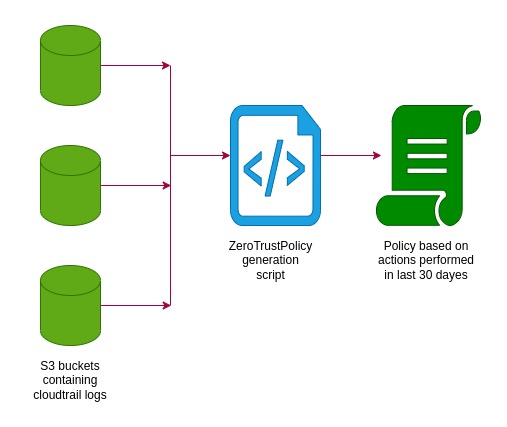 </>
ZeroTrustPolicy
generation
script
Policy based on
actions performed
in last 30 dayes
S3 buckets
containing
cloudtrail logs